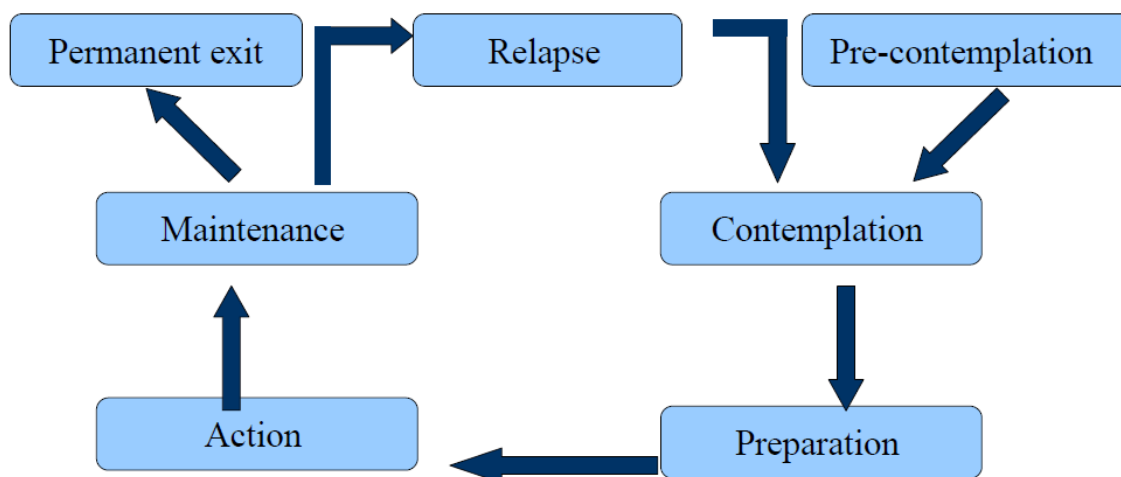 Permanent exit
Relapse
Pre-contemplation
Maintenance
Contemplation
Action
Preparation